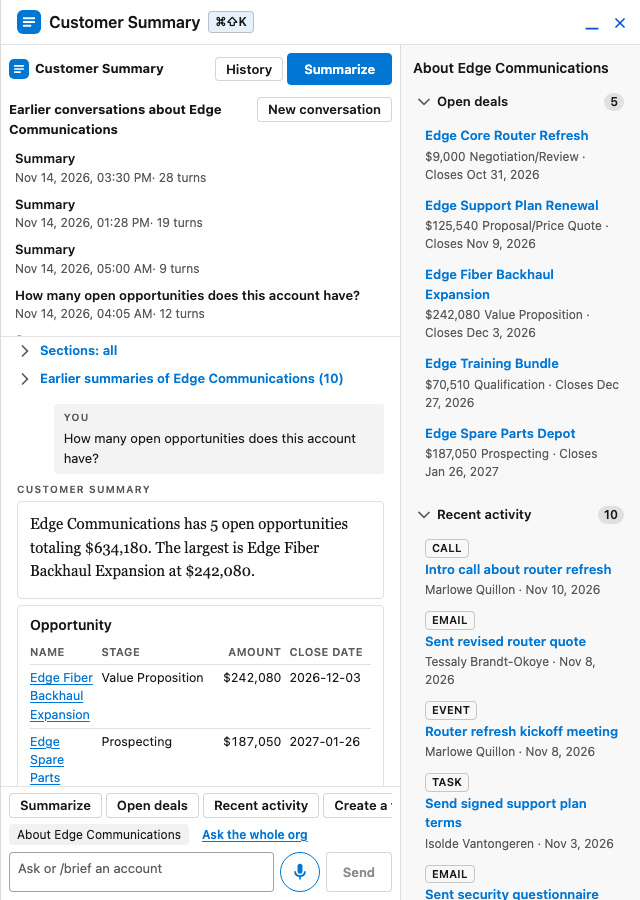 Customer Summary ⌘⇧K
Customer Summary
History
Summarize
Earlier conversations about Edge
Communications
New conversation
Summary
Nov 14, 2026, 03:30 PM· 28 turns
Summary
Nov 14, 2026, 01:28 PM· 19 turns
Summary
Nov 14, 2026, 05:00 AM· 9 turns
How many open opportunities does this account have?
Nov 14, 2026, 04:05 AM· 12 turns
Sections: all
Earlier summaries of Edge Communications (10)
YOU
How many open opportunities does this account
have?
CUSTOMER SUMMARY
Edge Communications has 5 open opportunities
totaling $634,180. The largest is Edge Fiber
Backhaul Expansion at $242,080.
Opportunity
NAME STAGE AMOUNT CLOSE DATE
Edge Fiber Value Proposition $242,080 2026-12-03
Backhaul
Expansion
Edge Prospecting $187,050 2027-01-26
Spare
Parts
Summarize
Open deals
Recent activity
Create a
About Edge Communications
Ask the whole org
Ask or /brief an account
Send
About Edge Communications
Open deals 5
Edge Core Router Refresh
$9,000 Negotiation/Review ·
Closes Oct 31, 2026
Edge Support Plan Renewal
$125,540 Proposal/Price Quote ·
Closes Nov 9, 2026
Edge Fiber Backhaul
Expansion
$242,080 Value Proposition ·
Closes Dec 3, 2026
Edge Training Bundle
$70,510 Qualification · Closes Dec
27, 2026
Edge Spare Parts Depot
$187,050 Prospecting · Closes
Jan 26, 2027
Recent activity 10
CALL
Intro call about router refresh
Marlowe Quillon · Nov 10, 2026
EMAIL
Sent revised router quote
Tessaly Brandt-Okoye · Nov 8,
2026
EVENT
Router refresh kickoff meeting
Marlowe Quillon · Nov 8, 2026
TASK
Send signed support plan
terms
Isolde Vantongeren · Nov 3, 2026
EMAIL
Sent security questionnaire